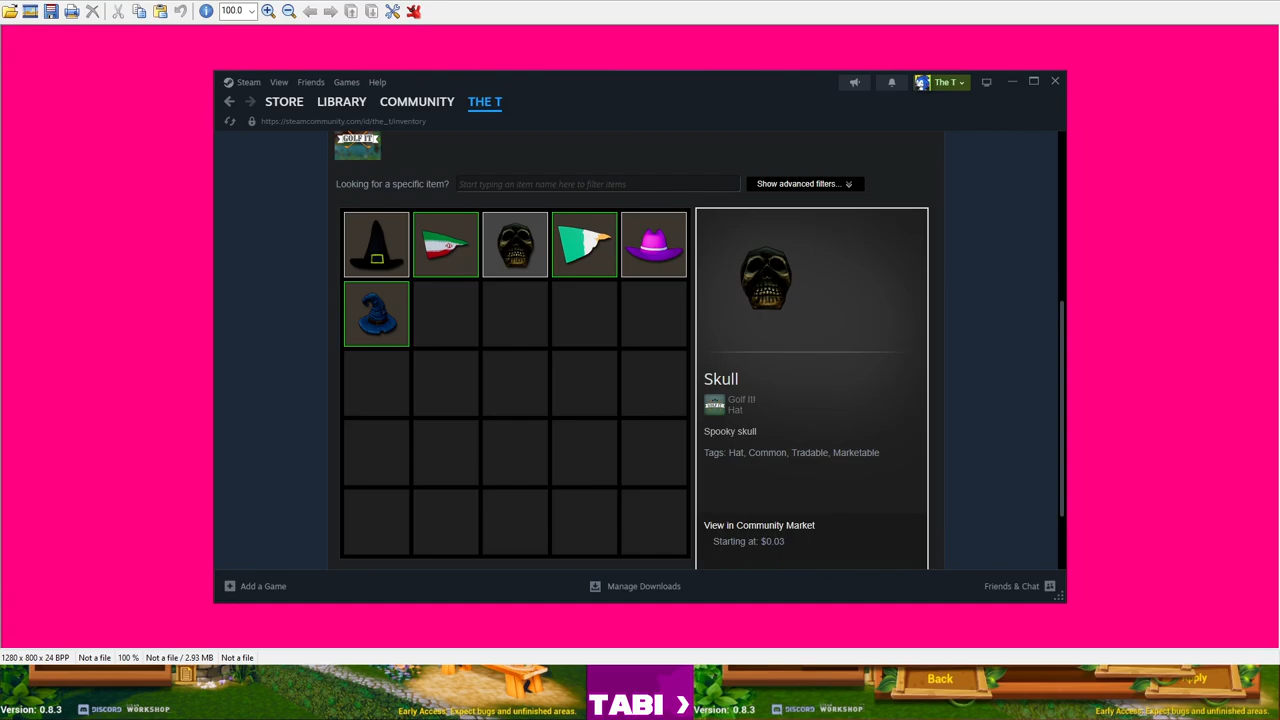 100.0
Steam View Friends Games Help
The T
STORE LIBRARY COMMUNITY THE T
https://steamcommunity.com/id/the_t/inventory
GOLF IT!
Looking for a specific item? Start typing an item name here to filter items Show advanced filters...
Skull
GOLF IT!
Golf It!
Hat
Spooky skull
Tags: Hat, Common, Tradable, Marketable
View in Community Market
Starting at: $0.03
Add a Game Manage Downloads Friends & Chat
1280 x 800 x 24 BPP Not a file 100 % Not a file / 2.93 MB Not a file
Back
TABI
Version: 0.8.3 DISCORD WORKSHOP Early Access. Expect bugs and unfinished areas. Version: 0.8.3 DISCORD WORKSHOP Early Access. Expect bugs and unfinished areas.